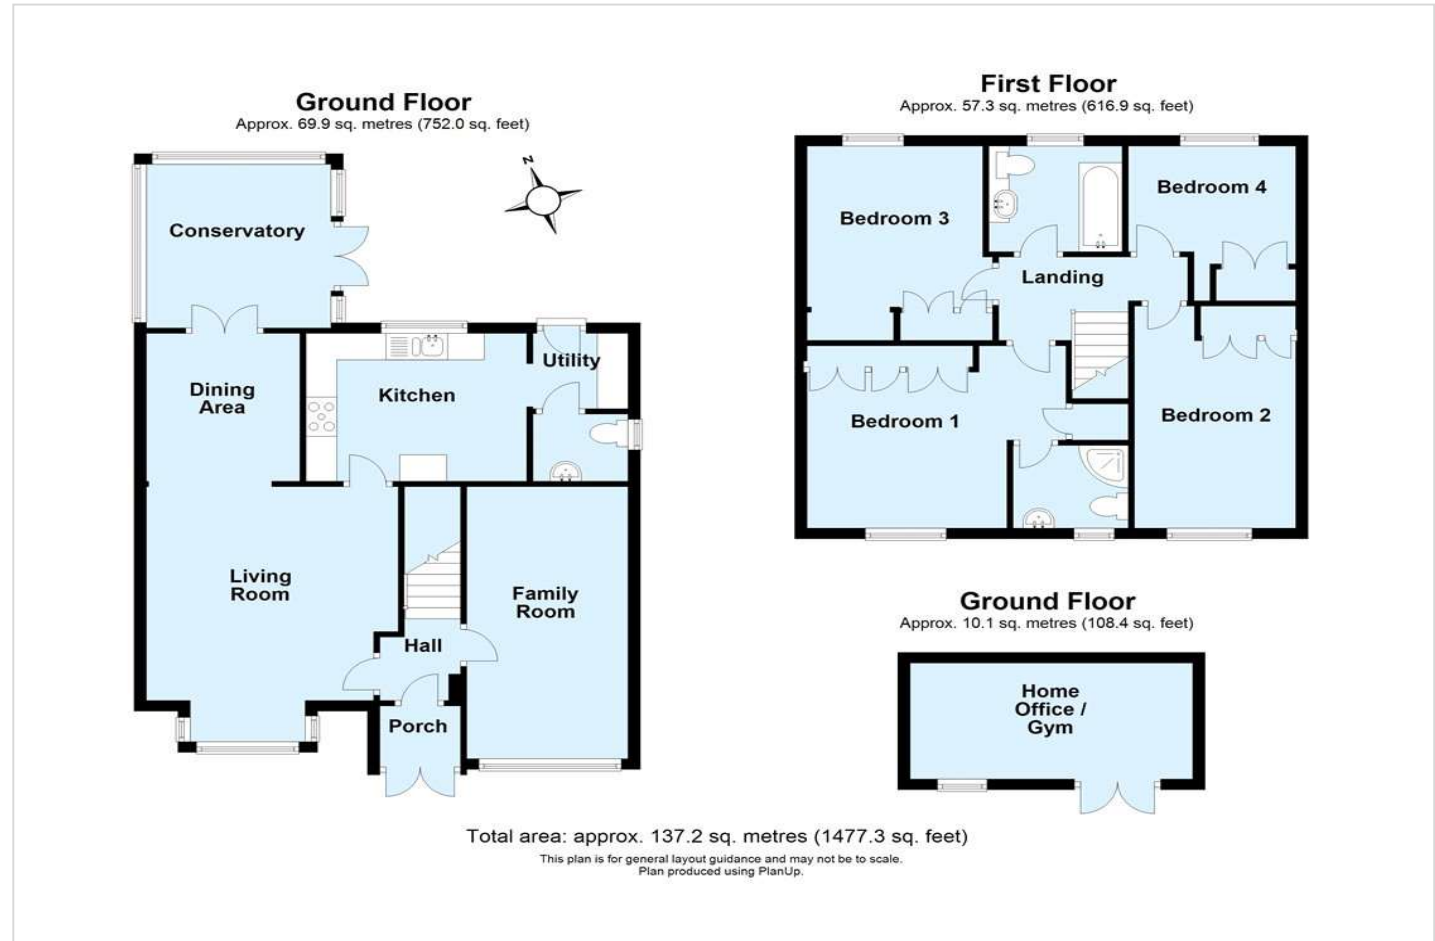 Ground Floor
Approx. 69.9 sq. metres (752.0 sq. feet)
N
Conservatory
Dining
Area
Kitchen
Utility
Living
Room
Family
Room
Hall
Porch
First Floor
Approx. 57.3 sq. metres (616.9 sq. feet)
Bedroom 3
Bedroom 4
Landing
Bedroom 1
Bedroom 2
Ground Floor
Approx. 10.1 sq. metres (108.4 sq. feet)
Home
Office /
Gym
Total area: approx. 137.2 sq. metres (1477.3 sq. feet)
This plan is for general layout guidance and may not be to scale.
Plan produced using PlanUp.